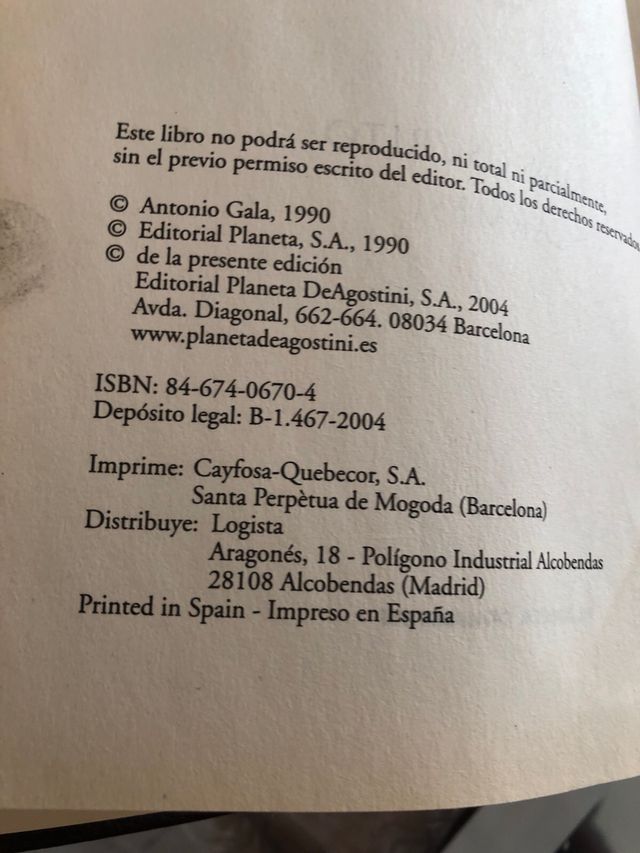 Este libro no podrá ser reproducido, ni total ni parcialmente,
sin el previo permiso escrito del editor. Todos los derechos reservados
© Antonio Gala, 1990
© Editorial Planeta, S.A., 1990
© de la presente edición
Editorial Planeta DeAgostini, S.A., 2004
Avda. Diagonal, 662-664. 08034 Barcelona
www.planetadeagostini.es
ISBN: 84-674-0670-4
Depósito legal: B-1.467-2004
Imprime: Cayfosa-Quebecor, S.A.
Santa Perpètua de Mogoda (Barcelona)
Distribuye: Logista
Aragonés, 18 - Polígono Industrial Alcobendas
28108 Alcobendas (Madrid)
Printed in Spain - Impreso en España